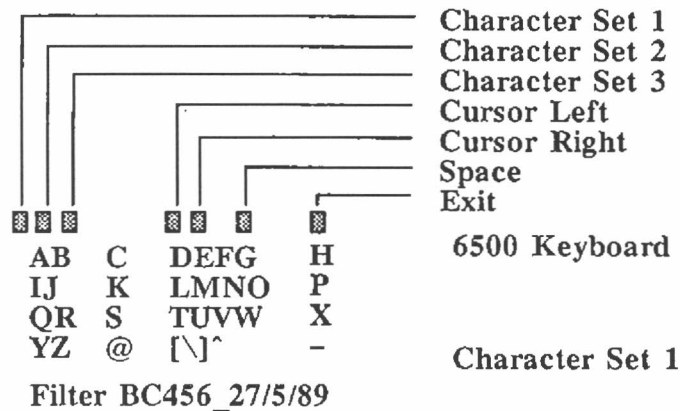 Character Set 1
Character Set 2
Character Set 3
Cursor Left
Cursor Right
Space
Exit
6500 Keyboard
AB C DEFG H
IJ K LMNO P
QR S TUVW X
YZ @ [\]^ –
Character Set 1
Filter BC456_27/5/89